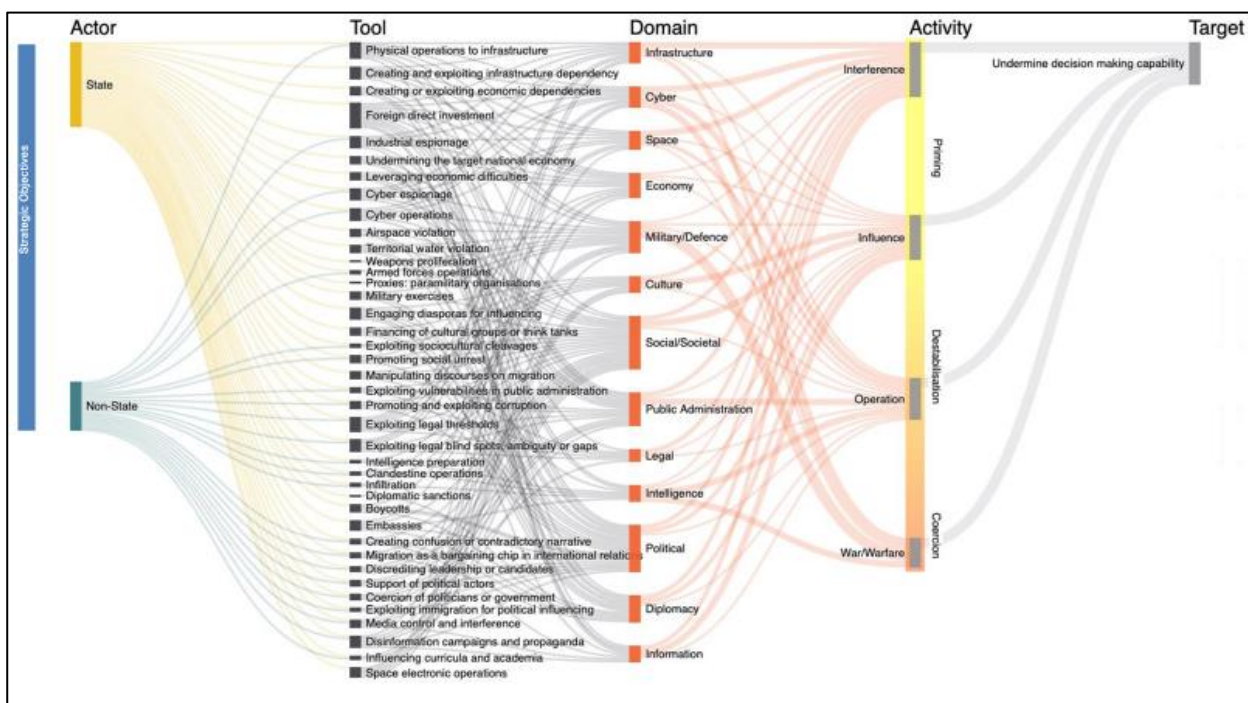 Actor
Tool
Domain
Activity
Target
Strategic Objectives
State
Non-State
Physical operations to infrastructure
Creating and exploiting infrastructure dependency
Creating or exploiting economic dependencies
Foreign direct investment
Industrial espionage
Undermining the target national economy
Leveraging economic difficulties
Cyber espionage
Cyber operations
Airspace violation
Territorial water violation
Weapons proliferation
Armed forces operations
Proxies: paramilitary organisations
Military exercises
Engaging diasporas for influencing
Financing of cultural groups or think tanks
Exploiting sociocultural cleavages
Promoting social unrest
Manipulating discourses on migration
Exploiting vulnerabilities in public administration
Promoting and exploiting corruption
Exploiting legal thresholds
Exploiting legal blind spots, ambiguity or gaps
Intelligence preparation
Clandestine operations
Infiltration
Diplomatic sanctions
Boycotts
Embassies
Creating confusion or contradictory narrative
Migration as a bargaining chip in international relations
Discrediting leadership or candidates
Support of political actors
Coercion of politicians or government
Exploiting immigration for political influencing
Media control and interference
Disinformation campaigns and propaganda
Influencing curricula and academia
Space electronic operations
Infrastructure
Cyber
Space
Economy
Military/Defence
Culture
Social/Societal
Public Administration
Legal
Intelligence
Political
Diplomacy
Information
Interference
Influence
Operation
War/Warfare
Priming
Destabilisation
Coercion
Undermine decision making capability